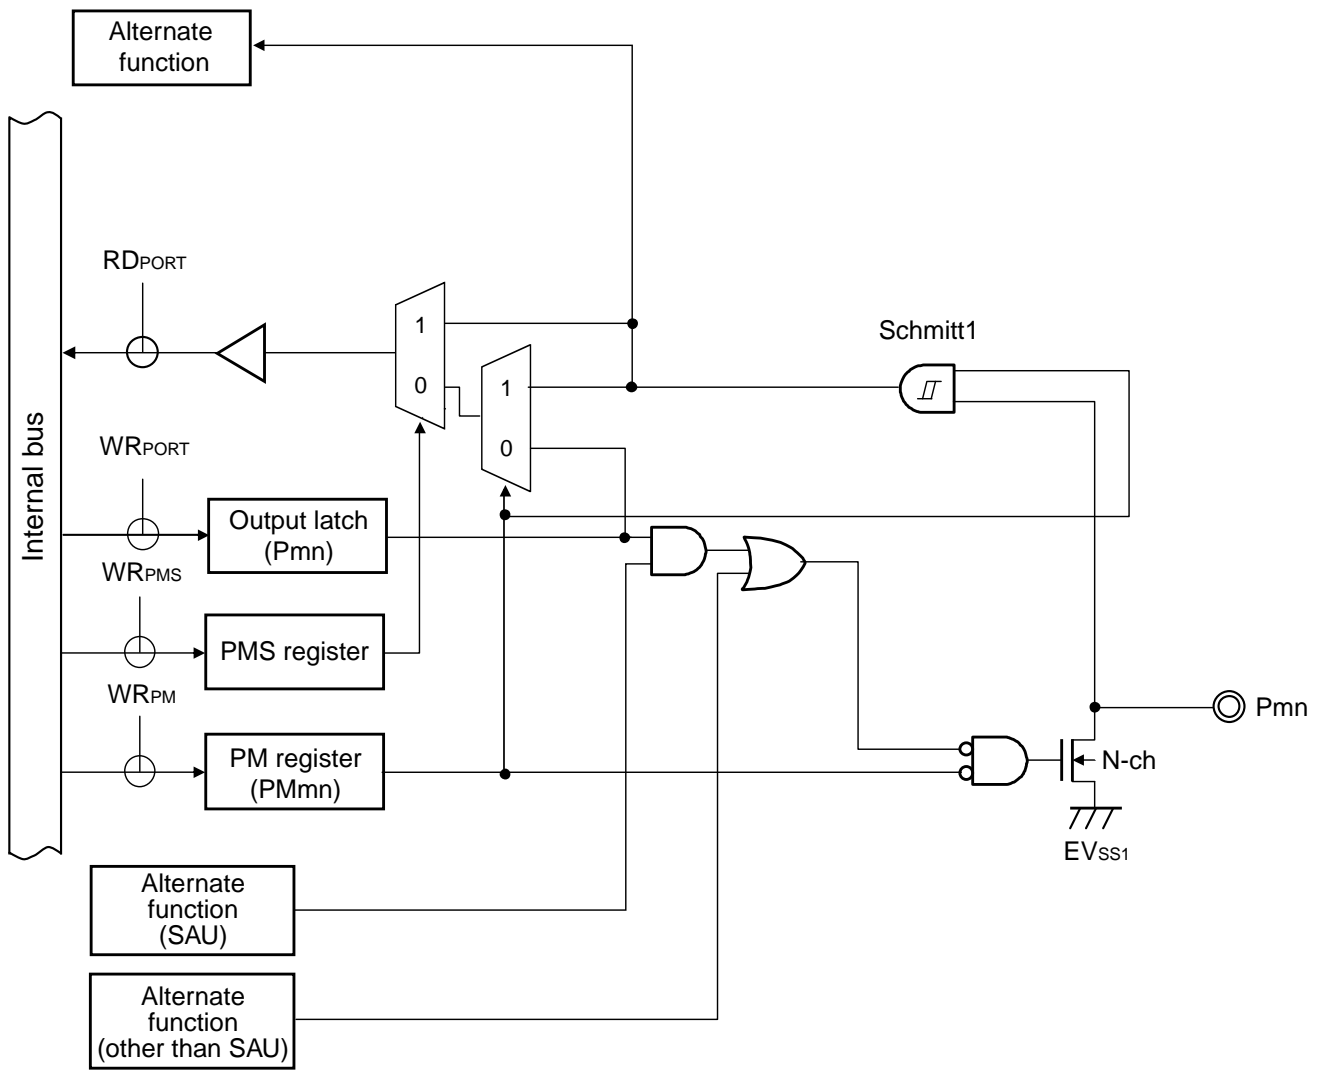 Alternate
function
RDPORT
1
Schmitt1
0
1
WRPORT
0
Internal bus
Output latch
(Pmn)
WRPMS
PMS register
WRPM
Pmn
PM register
(PMmn)
N-ch
EVSS1
Alternate
function
(SAU)
Alternate
function
(other than SAU)